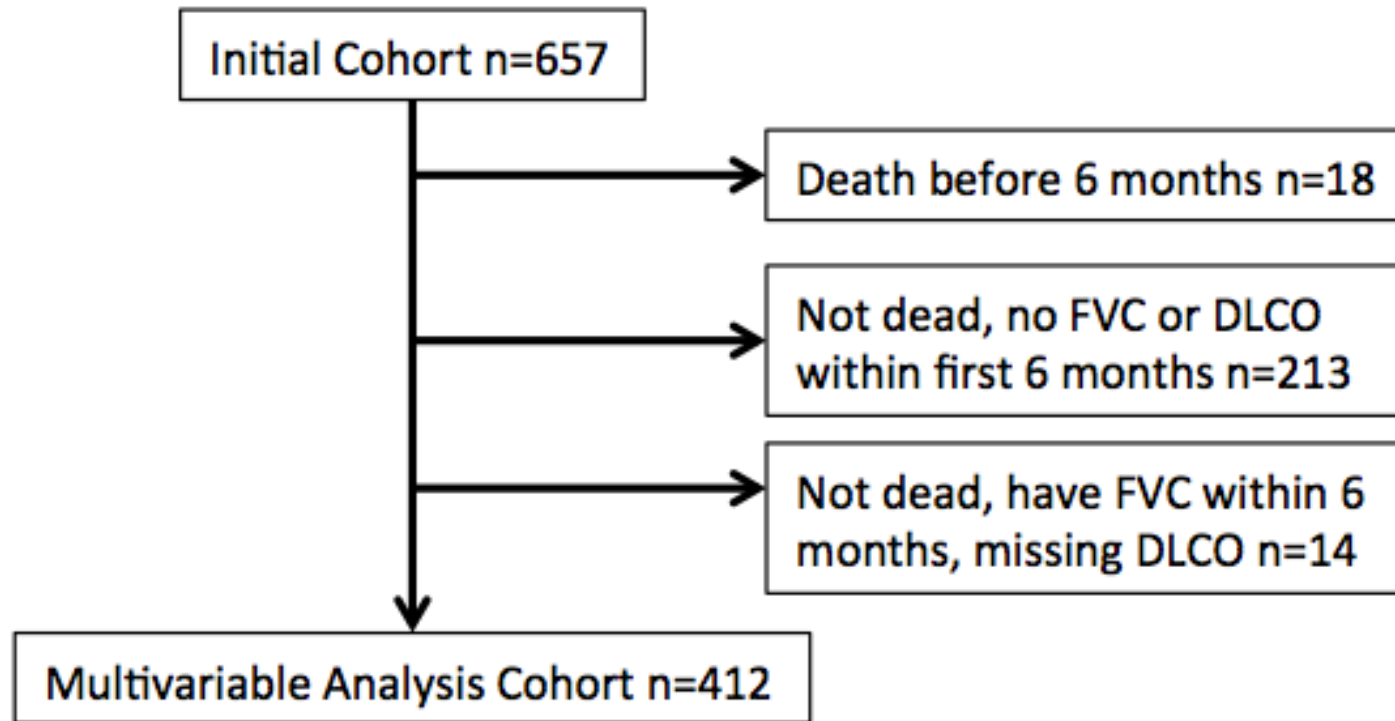 Initial Cohort n=657
Death before 6 months n=18
Not dead, no FVC or DLCO
within first 6 months n=213
Not dead, have FVC within 6
months, missing DLCO n=14
Multivariable Analysis Cohort n=412